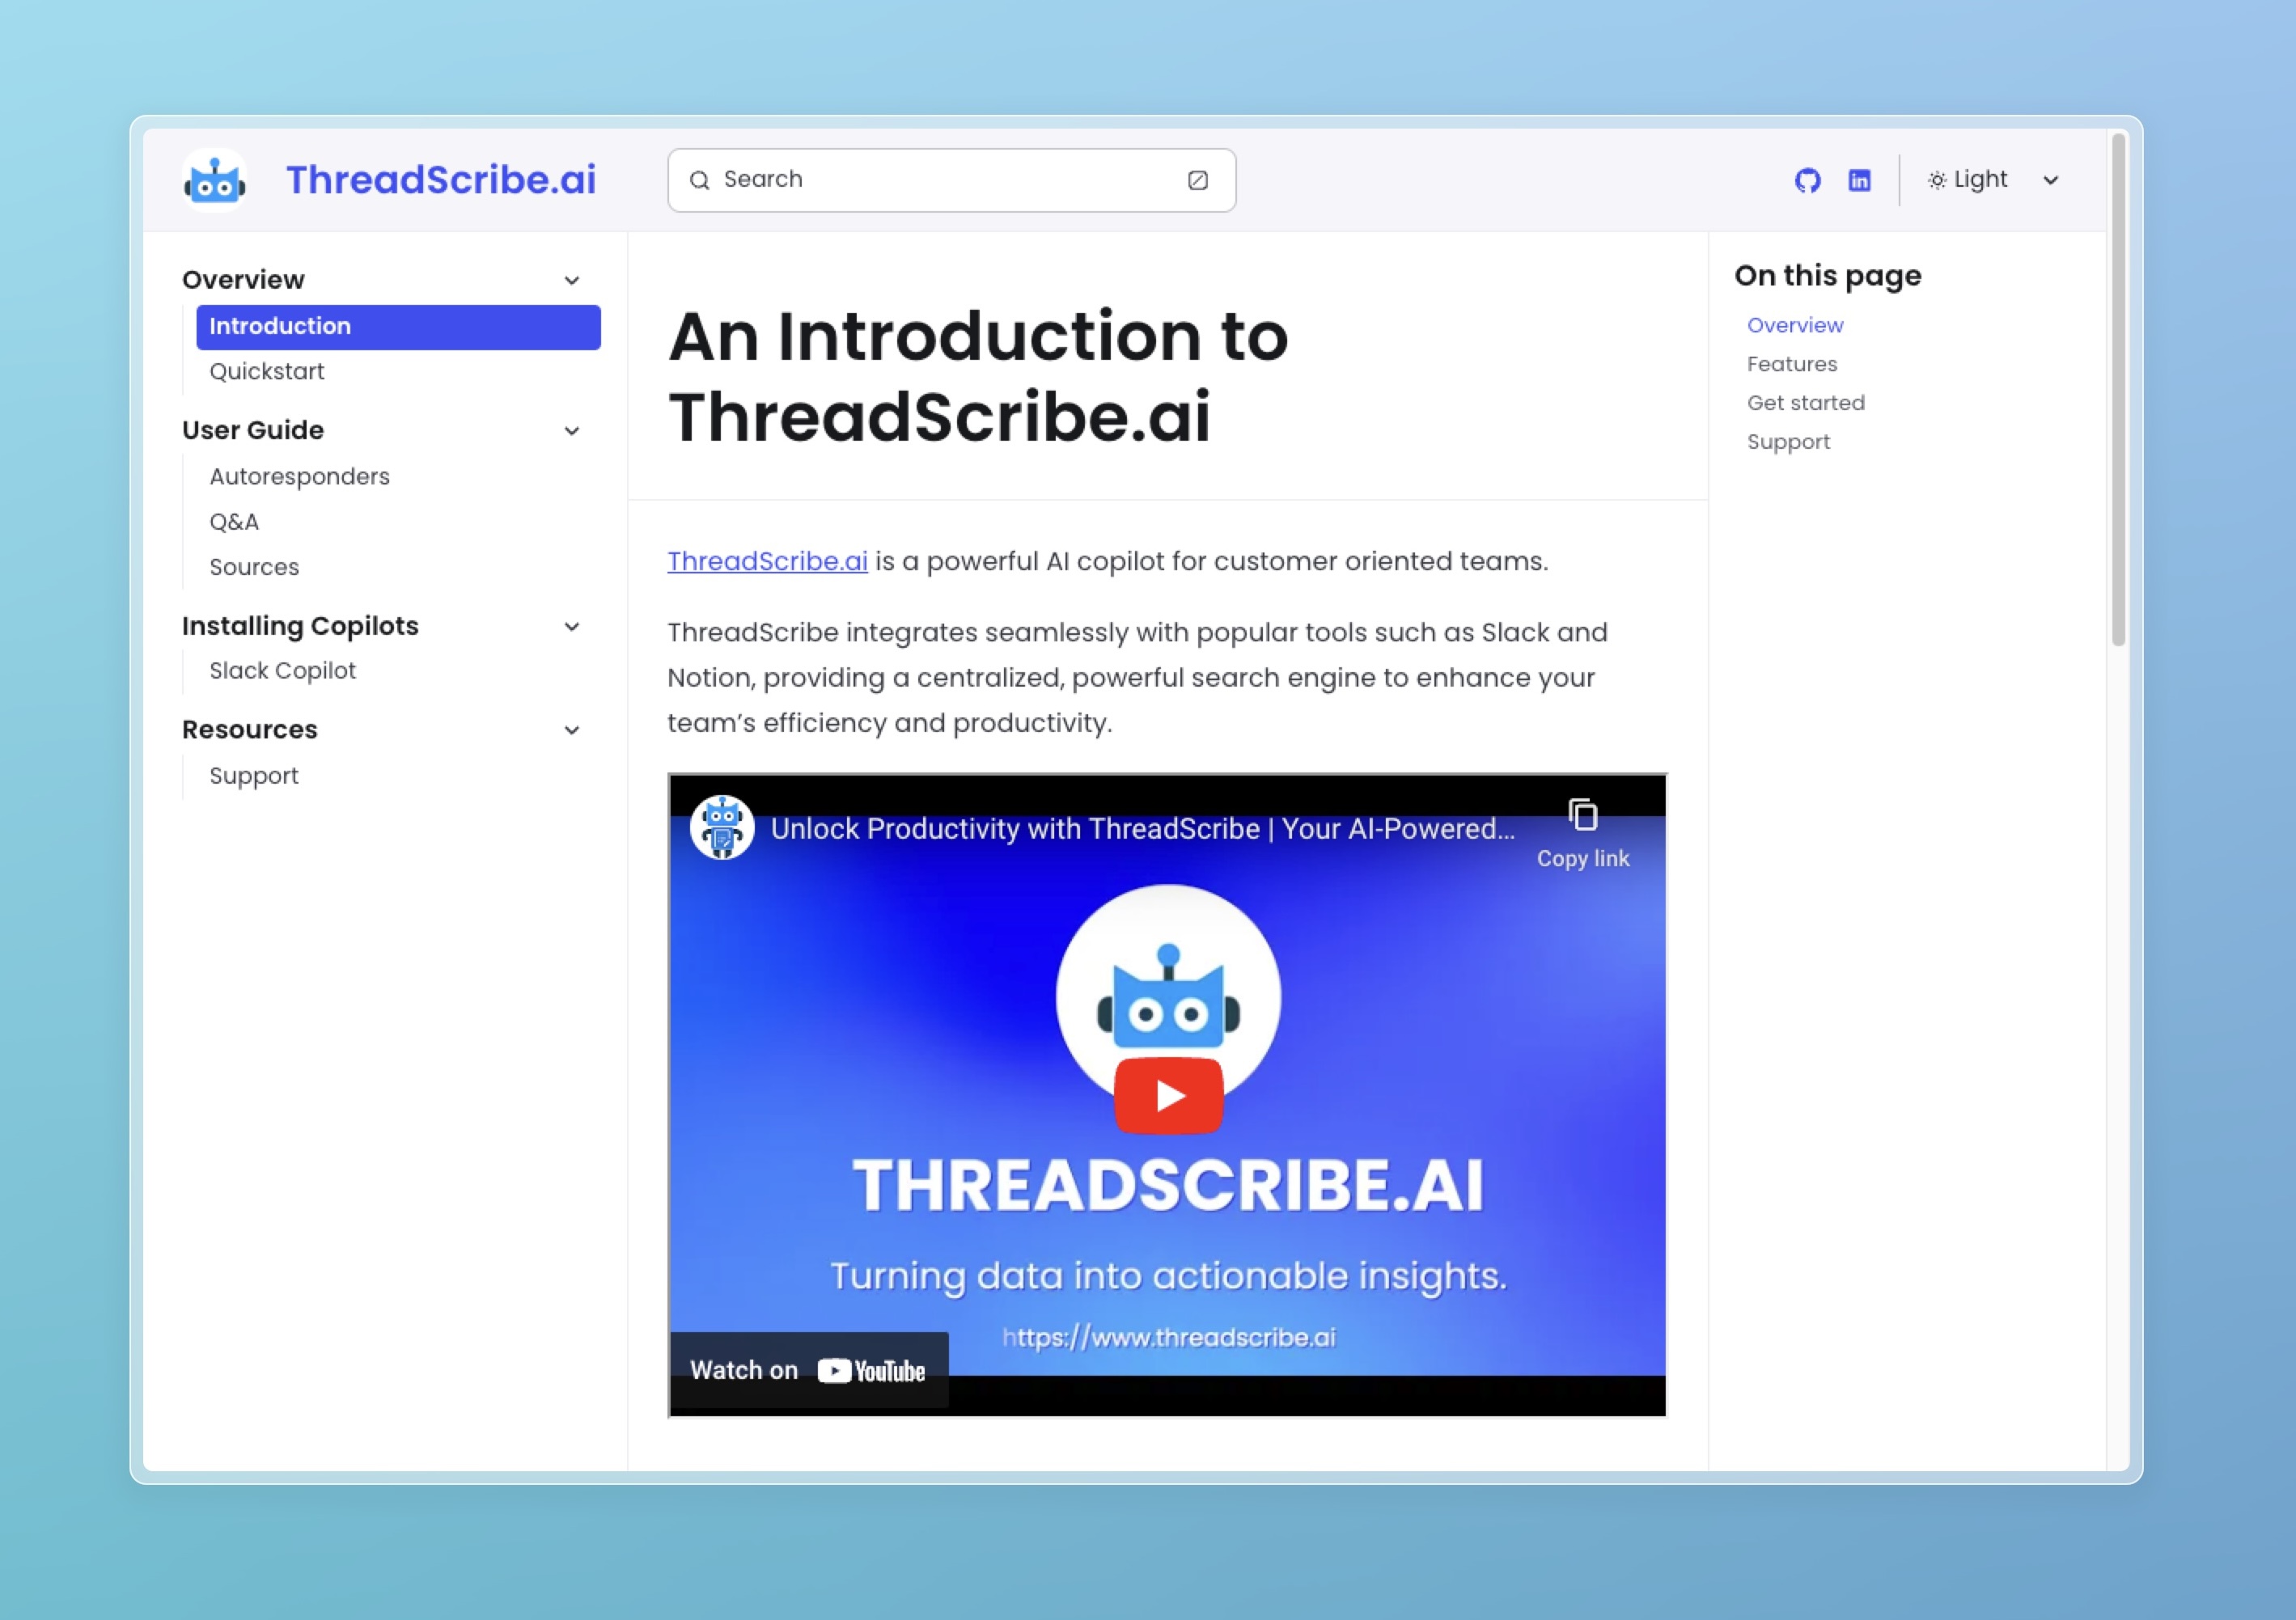 ThreadScribe.ai
Search
Light
Overview
Introduction
Quickstart
User Guide
Autoresponders
Q&A
Sources
Installing Copilots
Slack Copilot
Resources
Support
An Introduction to
ThreadScribe.ai
ThreadScribe.ai is a powerful AI copilot for customer oriented teams.
ThreadScribe integrates seamlessly with popular tools such as Slack and
Notion, providing a centralized, powerful search engine to enhance your
team’s efficiency and productivity.
Unlock Productivity with ThreadScribe | Your AI-Powered...
Copy link
THREADSCRIBE.AI
Turning data into actionable insights.
https://www.threadscribe.ai
Watch on YouTube
On this page
Overview
Features
Get started
Support